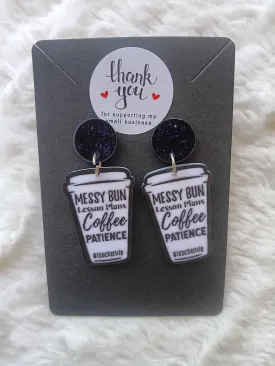 thank
you
for supporting my
small business
MESSY BUN
Lesson Plans
Coffee
PATIENCE
@teacherlife
MESSY BUN
Lesson Plans
Coffee
PATIENCE
@teacherlife